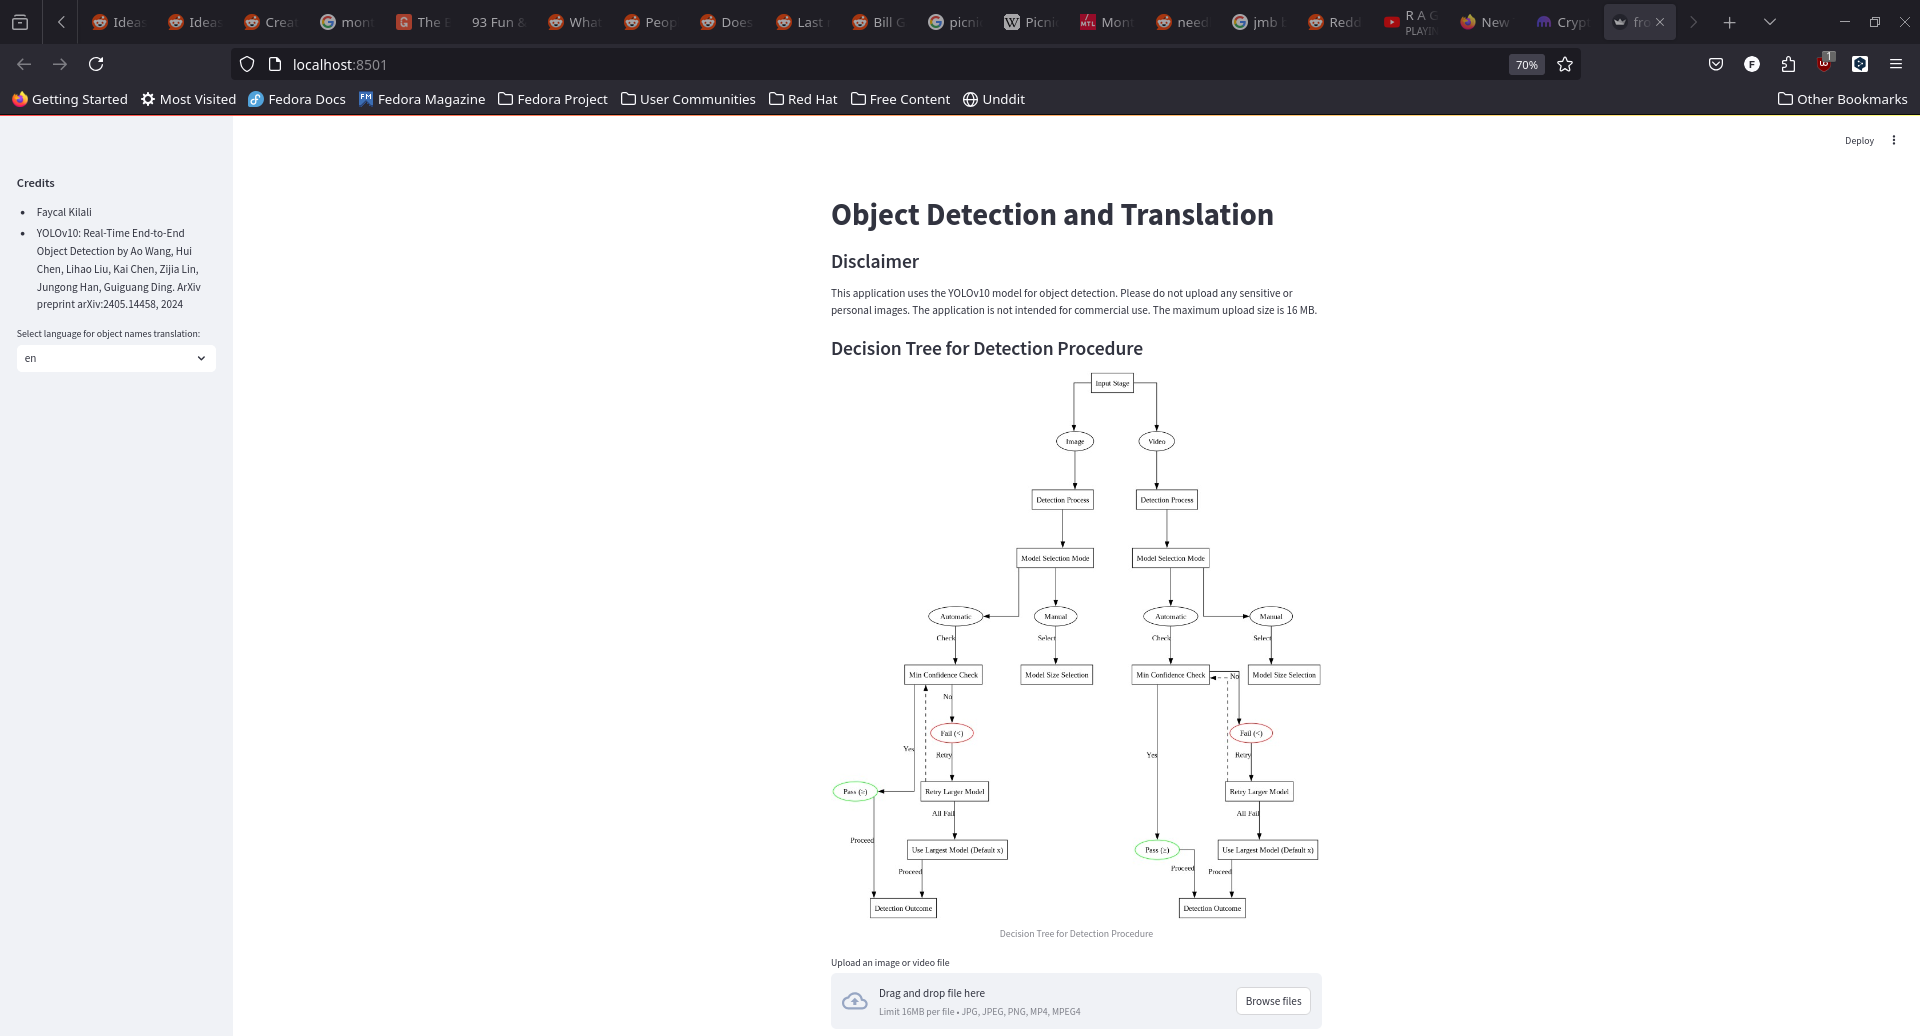 Ideas
Ideas
Creat
mont
The E
93 Fun &
What
Peop
Does
Last
Bill G
picni
Picni
Mont
need
jmb
Redd
R A G
PLAYIN
New
Cryp
fro
localhost:8501
70%
1
Getting Started
Most Visited
Fedora Docs
Fedora Magazine
Fedora Project
User Communities
Red Hat
Free Content
Unddit
Other Bookmarks
Deploy
Credits
Faycal Kilali
YOLOv10: Real-Time End-to-End
Object Detection by Ao Wang, Hui
Chen, Lihao Liu, Kai Chen, Zijia Lin,
Jungong Han, Guiguang Ding. ArXiv
preprint arXiv:2405.14458, 2024
Select language for object names translation:
en
Object Detection and Translation
Disclaimer
This application uses the YOLOv10 model for object detection. Please do not upload any sensitive or
personal images. The application is not intended for commercial use. The maximum upload size is 16 MB.
Decision Tree for Detection Procedure
Input Stage
Image
Video
Detection Process
Detection Process
Model Selection Mode
Model Selection Mode
Automatic
Manual
Automatic
Manual
Check
Select
Check
Select
Min Confidence Check
Model Size Selection
Min Confidence Check
No
Model Size Selection
No
Fail (<)
Fail (<)
Yes
Retry
Yes
Retry
Pass (≥)
Retry Larger Model
Retry Larger Model
All Fail
All Fail
Proceed
Use Largest Model (Default x)
Pass (≥)
Use Largest Model (Default x)
Proceed
Proceed
Proceed
Detection Outcome
Detection Outcome
Decision Tree for Detection Procedure
Upload an image or video file
Drag and drop file here
Limit 16MB per file • JPG, JPEG, PNG, MP4, MPEG4
Browse files